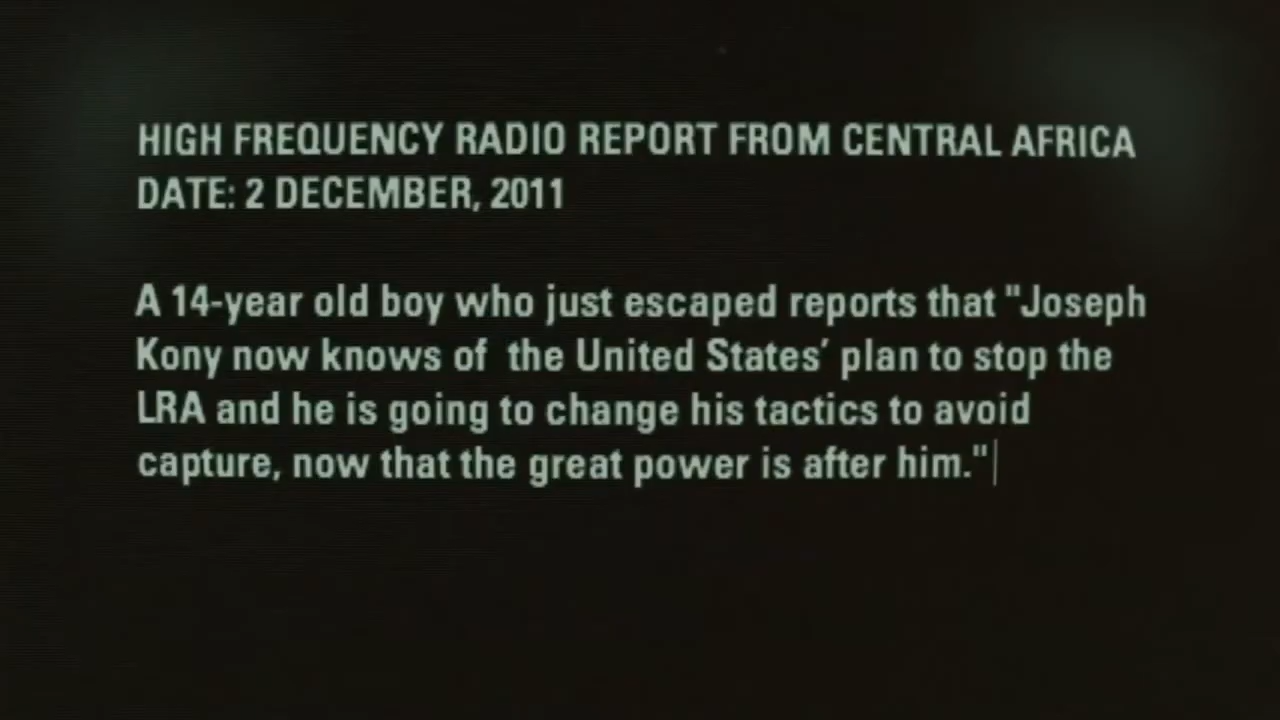 HIGH FREQUENCY RADIO REPORT FROM CENTRAL AFRICA
DATE: 2 DECEMBER, 2011
A 14-year old boy who just escaped reports that "Joseph
Kony now knows of the United States' plan to stop the
LRA and he is going to change his tactics to avoid
capture, now that the great power is after him."